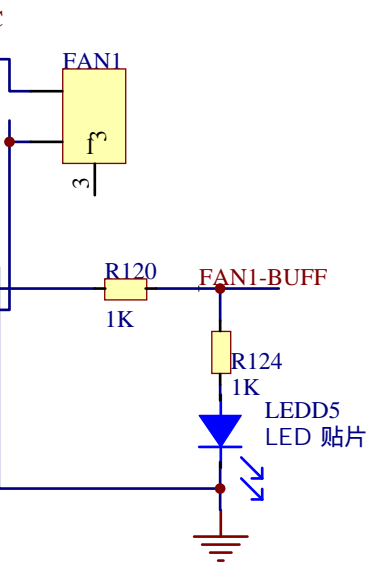 FAN1
3
3
R120
1K
FAN1-BUFF
R124
1K
LEDD5
LED 贴片